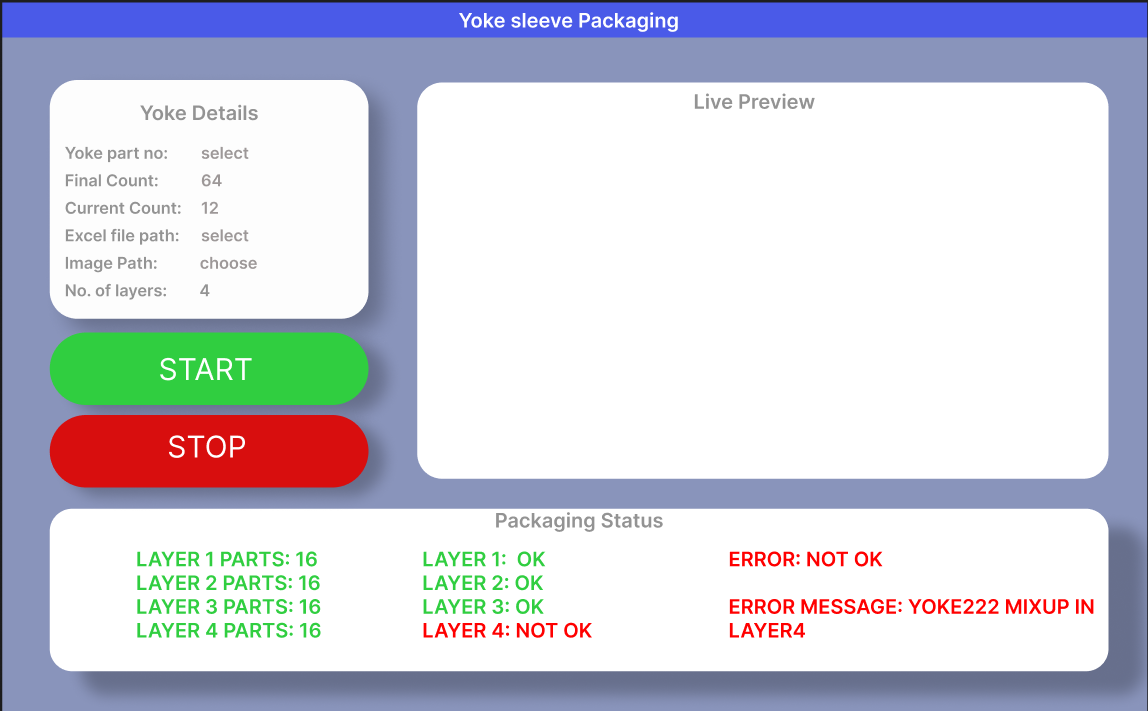 Yoke sleeve Packaging
Yoke Details
Yoke part no: select
Final Count: 64
Current Count: 12
Excel file path: select
Image Path: choose
No. of layers: 4
START
STOP
Live Preview
Packaging Status
LAYER 1 PARTS: 16
LAYER 2 PARTS: 16
LAYER 3 PARTS: 16
LAYER 4 PARTS: 16
LAYER 1: OK
LAYER 2: OK
LAYER 3: OK
LAYER 4: NOT OK
ERROR: NOT OK
ERROR MESSAGE: YOKE222 MIXUP IN
LAYER4